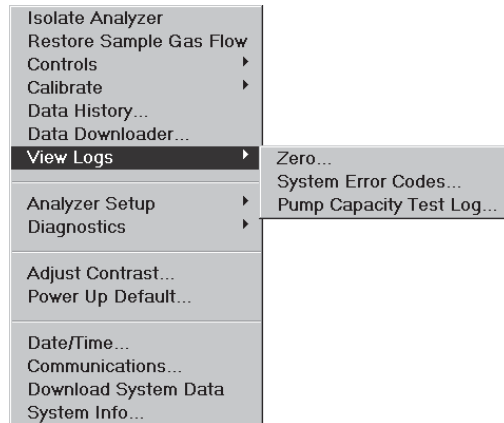 Isolate Analyzer
Restore Sample Gas Flow
Controls
Calibrate
Data History...
Data Downloader...
View Logs
Zero...
System Error Codes...
Pump Capacity Test Log...
Analyzer Setup
Diagnostics
Adjust Contrast...
Power Up Default...
Date/Time...
Communications...
Download System Data
System Info...